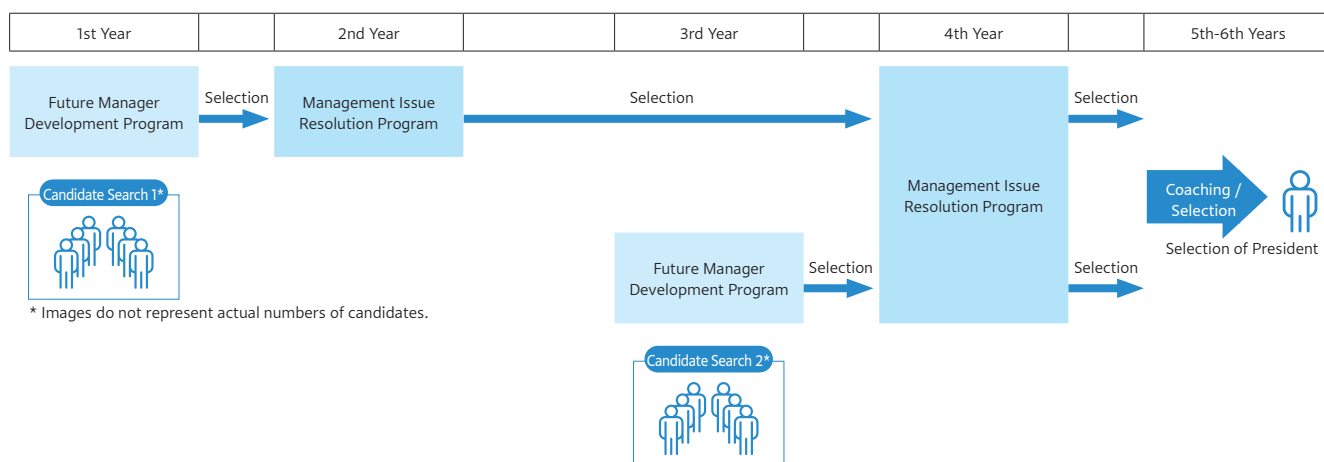 1st Year
2nd Year
3rd Year
4th Year
5th-6th Years
Future Manager
Development Program
Selection
Management Issue
Resolution Program
Selection
Management Issue
Resolution Program
Selection
Candidate Search 1*
* Images do not represent actual numbers of candidates.
Future Manager
Development Program
Selection
Selection
Coaching /
Selection
Selection of President
Candidate Search 2*